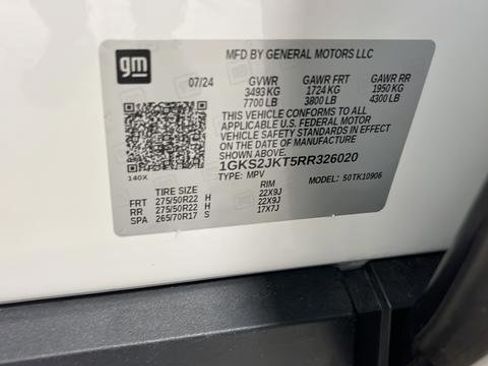 gm
MFD BY GENERAL MOTORS LLC
07/24 GVWR GAWR FRT GAWR RR
3493 KG 1724 KG 1950 KG
7700 LB 3800 LB 4300 LB
THIS VEHICLE CONFORMS TO ALL
APPLICABLE U.S. FEDERAL MOTOR
VEHICLE SAFETY STANDARDS IN EFFECT
ON THE DATE OF MANUFACTURE
SHOWN ABOVE.
1GKS2JKT5RR326020
140X TYPE: MPV MODEL: 50TK10906
TIRE SIZE RIM
FRT 275/50R22 H 22X9J
RR 275/50R22 H 22X9J
SPA 265/70R17 S 17X7J